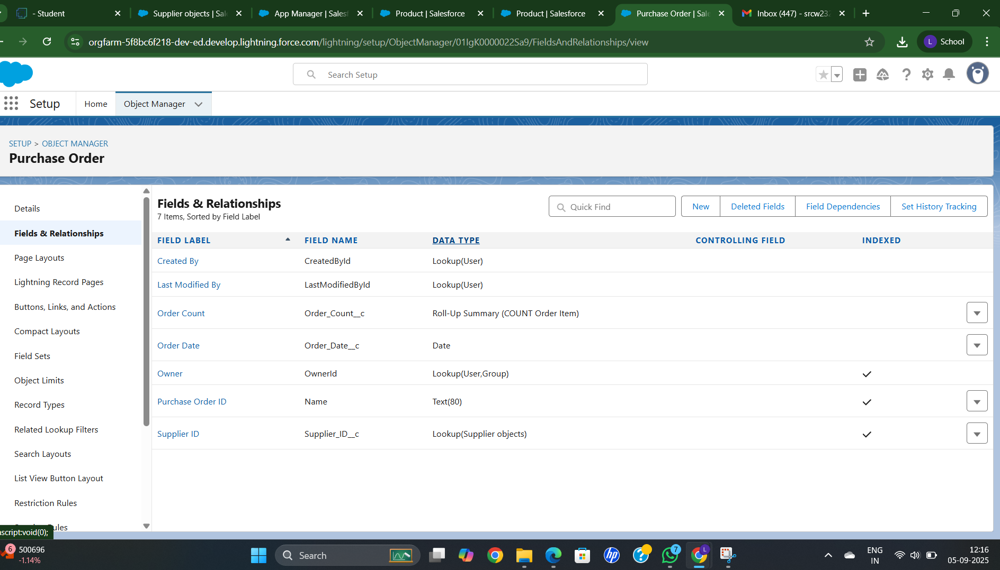 - Student
Supplier objects | Sal
App Manager | Salesf
Product | Salesforce
Product | Salesforce
Purchase Order | Sale
Inbox (447) - srcw232
orgfarm-5f8bc6f218-dev-ed.develop.lightning.force.com/lightning/setup/ObjectManager/01IgK0000022Sa9/FieldsAndRelationships/view
L School
Search Setup
Setup
Home
Object Manager
SETUP > OBJECT MANAGER
Purchase Order
Details
Fields & Relationships
Page Layouts
Lightning Record Pages
Buttons, Links, and Actions
Compact Layouts
Field Sets
Object Limits
Record Types
Related Lookup Filters
Search Layouts
List View Button Layout
Restriction Rules
Rules
ascript:void(0);
Fields & Relationships
7 Items, Sorted by Field Label
Quick Find
New
Deleted Fields
Field Dependencies
Set History Tracking
FIELD LABEL FIELD NAME DATA TYPE CONTROLLING FIELD INDEXED
Created By CreatedById Lookup(User)
Last Modified By LastModifiedById Lookup(User)
Order Count Order_Count__c Roll-Up Summary (COUNT Order Item)
Order Date Order_Date__c Date
Owner OwnerId Lookup(User,Group)
Purchase Order ID Name Text(80)
Supplier ID Supplier_ID__c Lookup(Supplier objects)
6
500696
-1.14%
Search
hp
7
L
ENG
IN
12:16
05-09-2025